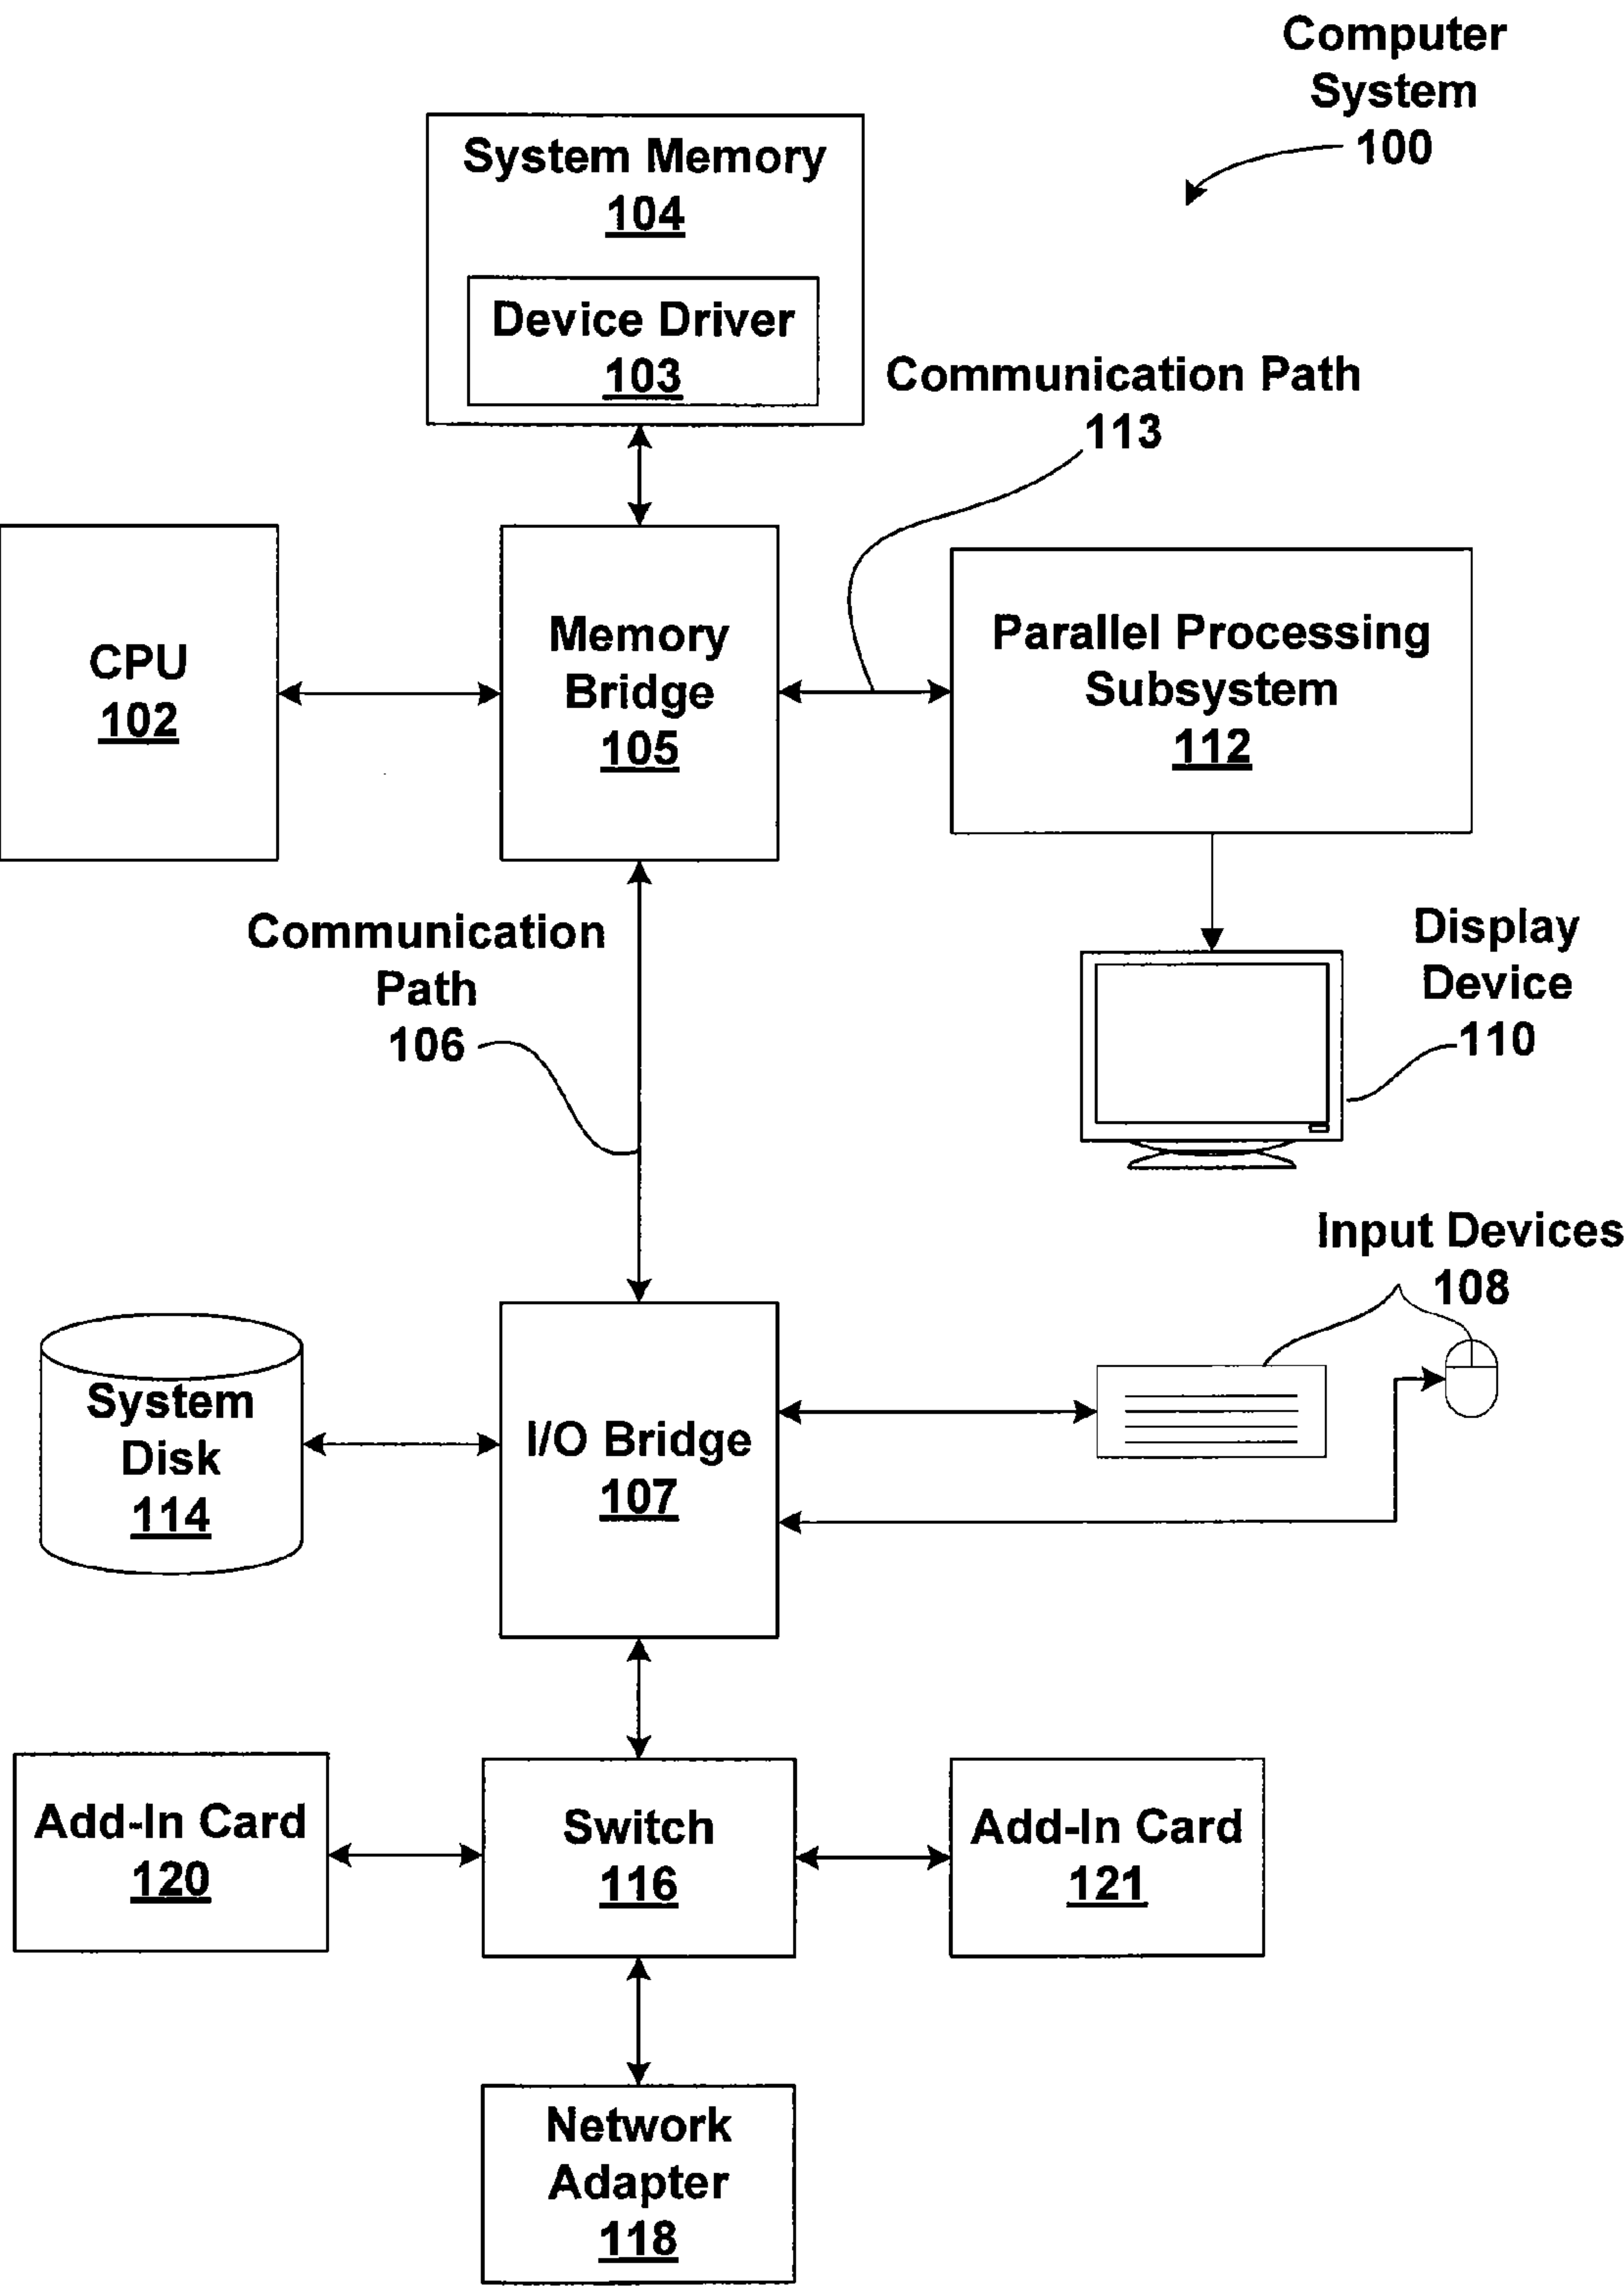 Computer
System
100
System Memory
104
Device Driver
103
Communication Path
113
CPU
102
Memory
Bridge
105
Parallel Processing
Subsystem
112
Communication
Path
106
Display
Device
110
Input Devices
108
System
Disk
114
I/O Bridge
107
Add-In Card
120
Switch
116
Add-In Card
121
Network
Adapter
118